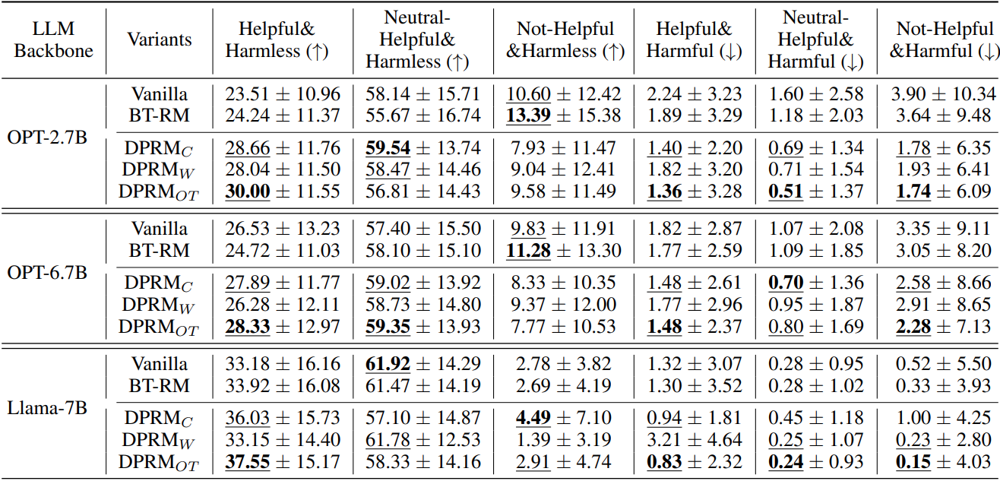 LLM Backbone Variants Helpful& Harmless (↑) Neutral-Helpful& Harmless (↑) Not-Helpful &Harmless (↑) Helpful& Harmful (↓) Neutral-Helpful& Harmful (↓) Not-Helpful &Harmful (↓)
Vanilla 23.51 ± 10.96 58.14 ± 15.71 10.60 ± 12.42 2.24 ± 3.23 1.60 ± 2.58 3.90 ± 10.34
BT-RM 24.24 ± 11.37 55.67 ± 16.74 13.39 ± 15.38 1.89 ± 3.29 1.18 ± 2.03 3.64 ± 9.48
OPT-2.7B
DPRM_C 28.66 ± 11.76 59.54 ± 13.74 7.93 ± 11.47 1.40 ± 2.20 0.69 ± 1.34 1.78 ± 6.35
DPRM_W 28.04 ± 11.50 58.47 ± 14.46 9.04 ± 12.41 1.82 ± 3.20 0.71 ± 1.54 1.93 ± 6.41
DPRM_OT 30.00 ± 11.55 56.81 ± 14.43 9.58 ± 11.49 1.36 ± 3.28 0.51 ± 1.37 1.74 ± 6.09
Vanilla 26.53 ± 13.23 57.40 ± 15.50 9.83 ± 11.91 1.82 ± 2.87 1.07 ± 2.08 3.35 ± 9.11
BT-RM 24.72 ± 11.03 58.10 ± 15.10 11.28 ± 13.30 1.77 ± 2.59 1.09 ± 1.85 3.05 ± 8.20
OPT-6.7B
DPRM_C 27.89 ± 11.77 59.02 ± 13.92 8.33 ± 10.35 1.48 ± 2.61 0.70 ± 1.36 2.58 ± 8.66
DPRM_W 26.28 ± 12.11 58.73 ± 14.80 9.37 ± 12.00 1.77 ± 2.96 0.95 ± 1.87 2.91 ± 8.65
DPRM_OT 28.33 ± 12.97 59.35 ± 13.93 7.77 ± 10.53 1.48 ± 2.37 0.80 ± 1.69 2.28 ± 7.13
Vanilla 33.18 ± 16.16 61.92 ± 14.29 2.78 ± 3.82 1.32 ± 3.07 0.28 ± 0.95 0.52 ± 5.50
BT-RM 33.92 ± 16.08 61.47 ± 14.19 2.69 ± 4.19 1.30 ± 3.52 0.28 ± 1.02 0.33 ± 3.93
Llama-7B
DPRM_C 36.03 ± 15.73 57.10 ± 14.87 4.49 ± 7.10 0.94 ± 1.81 0.45 ± 1.18 1.00 ± 4.25
DPRM_W 33.15 ± 14.40 61.78 ± 12.53 1.39 ± 3.19 3.21 ± 4.64 0.25 ± 1.07 0.23 ± 2.80
DPRM_OT 37.55 ± 15.17 58.33 ± 14.16 2.91 ± 4.74 0.83 ± 2.32 0.24 ± 0.93 0.15 ± 4.03